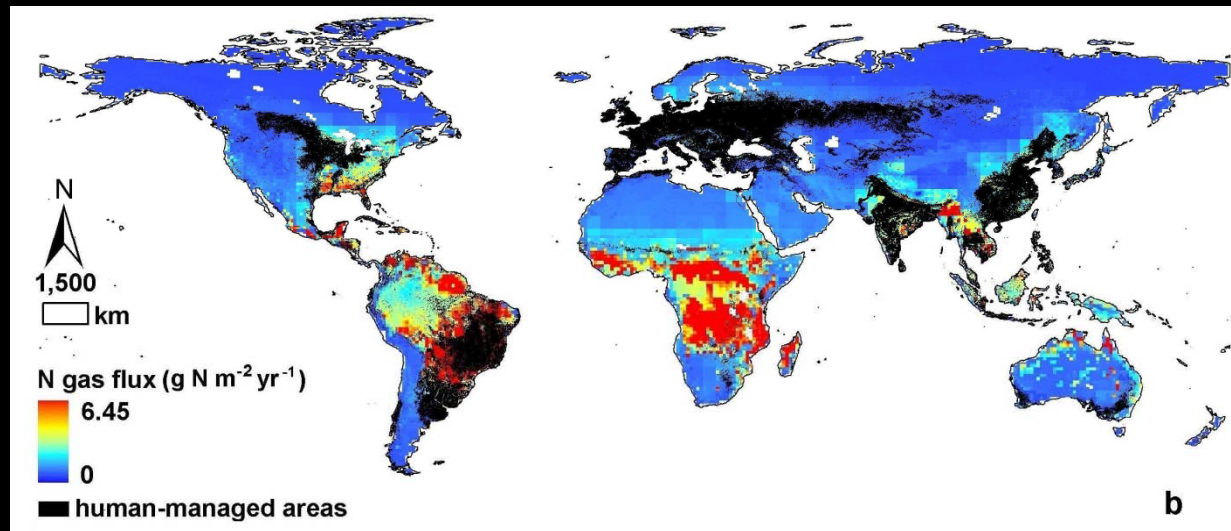 N
1,500
km
N gas flux (g N m⁻² yr⁻¹)
6.45
0
human-managed areas
b